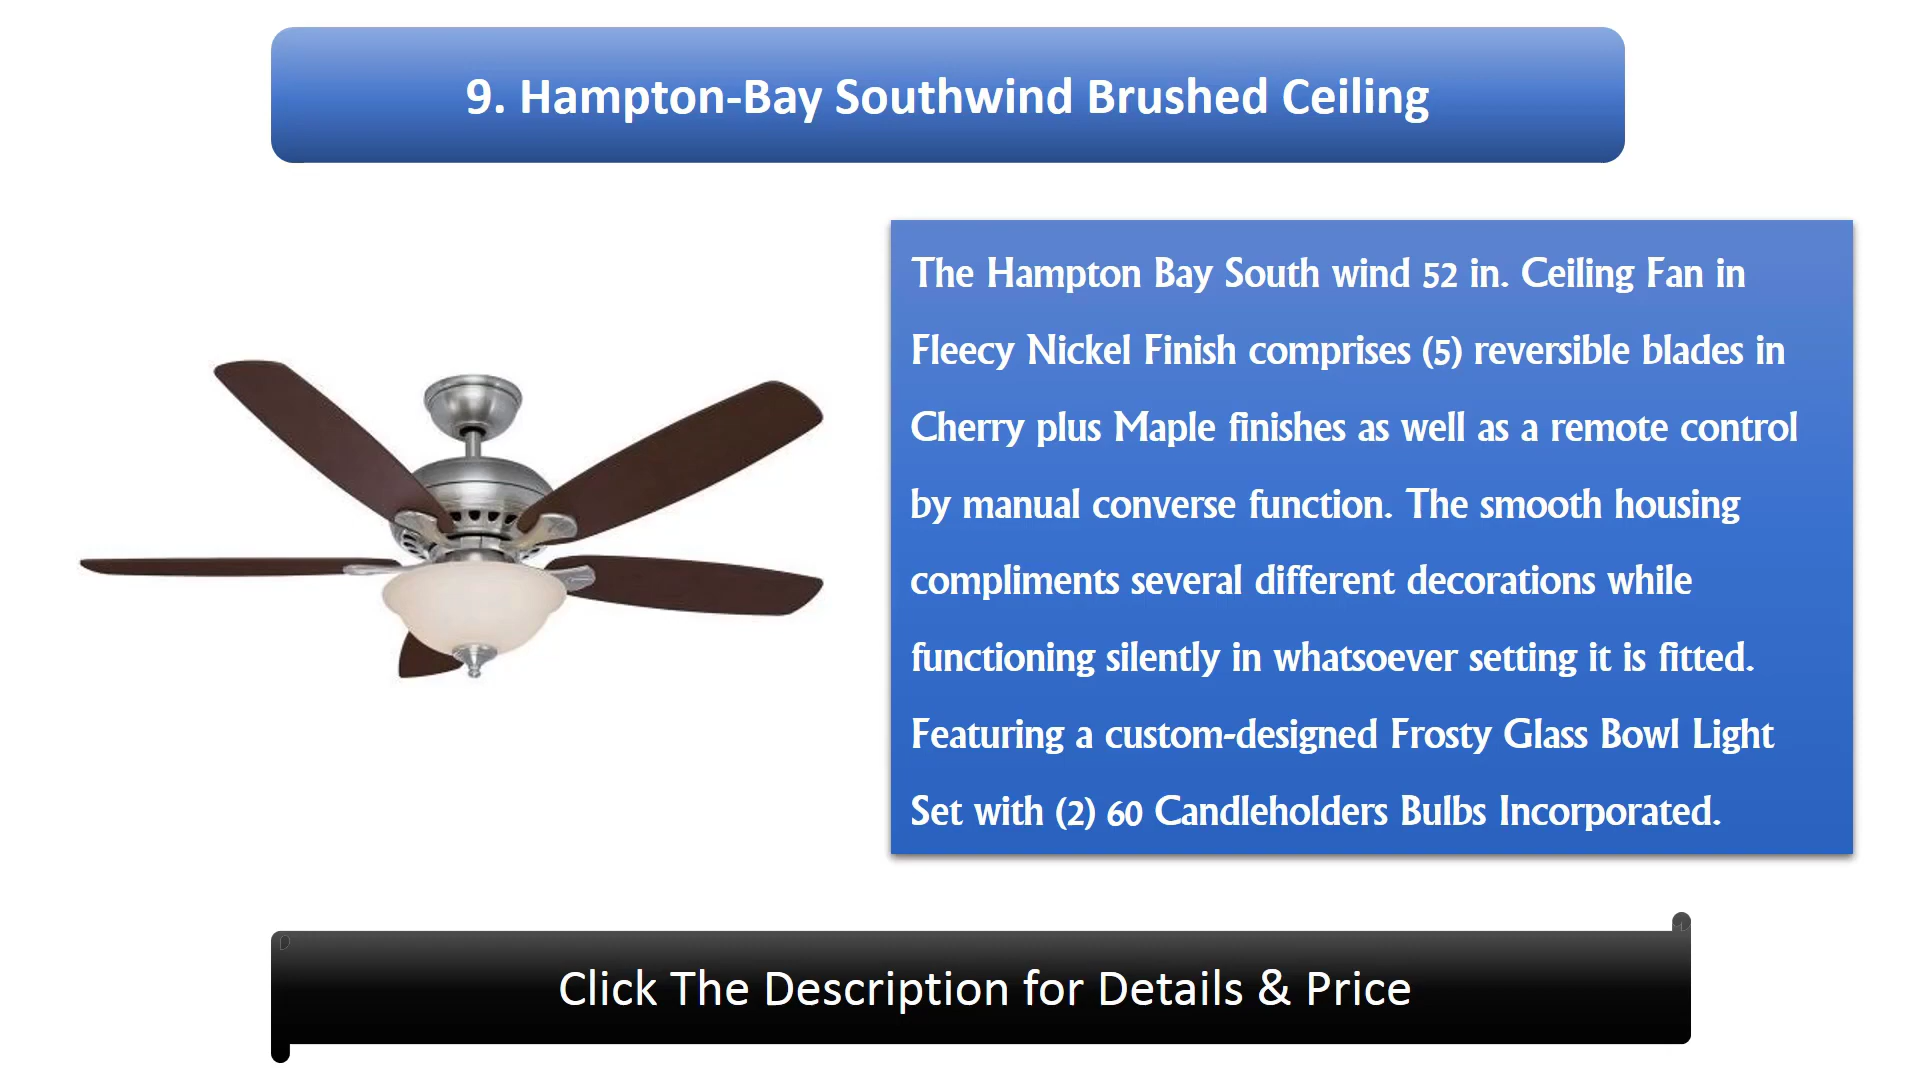 9. Hampton-Bay Southwind Brushed Ceiling
The Hampton Bay South wind 52 in. Ceiling Fan in
Fleecy Nickel Finish comprises (5) reversible blades in
Cherry plus Maple finishes as well as a remote control
by manual converse function. The smooth housing
compliments several different decorations while
functioning silently in whatsoever setting it is fitted.
Featuring a custom-designed Frosty Glass Bowl Light
Set with (2) 60 Candleholders Bulbs Incorporated.
Click The Description for Details & Price